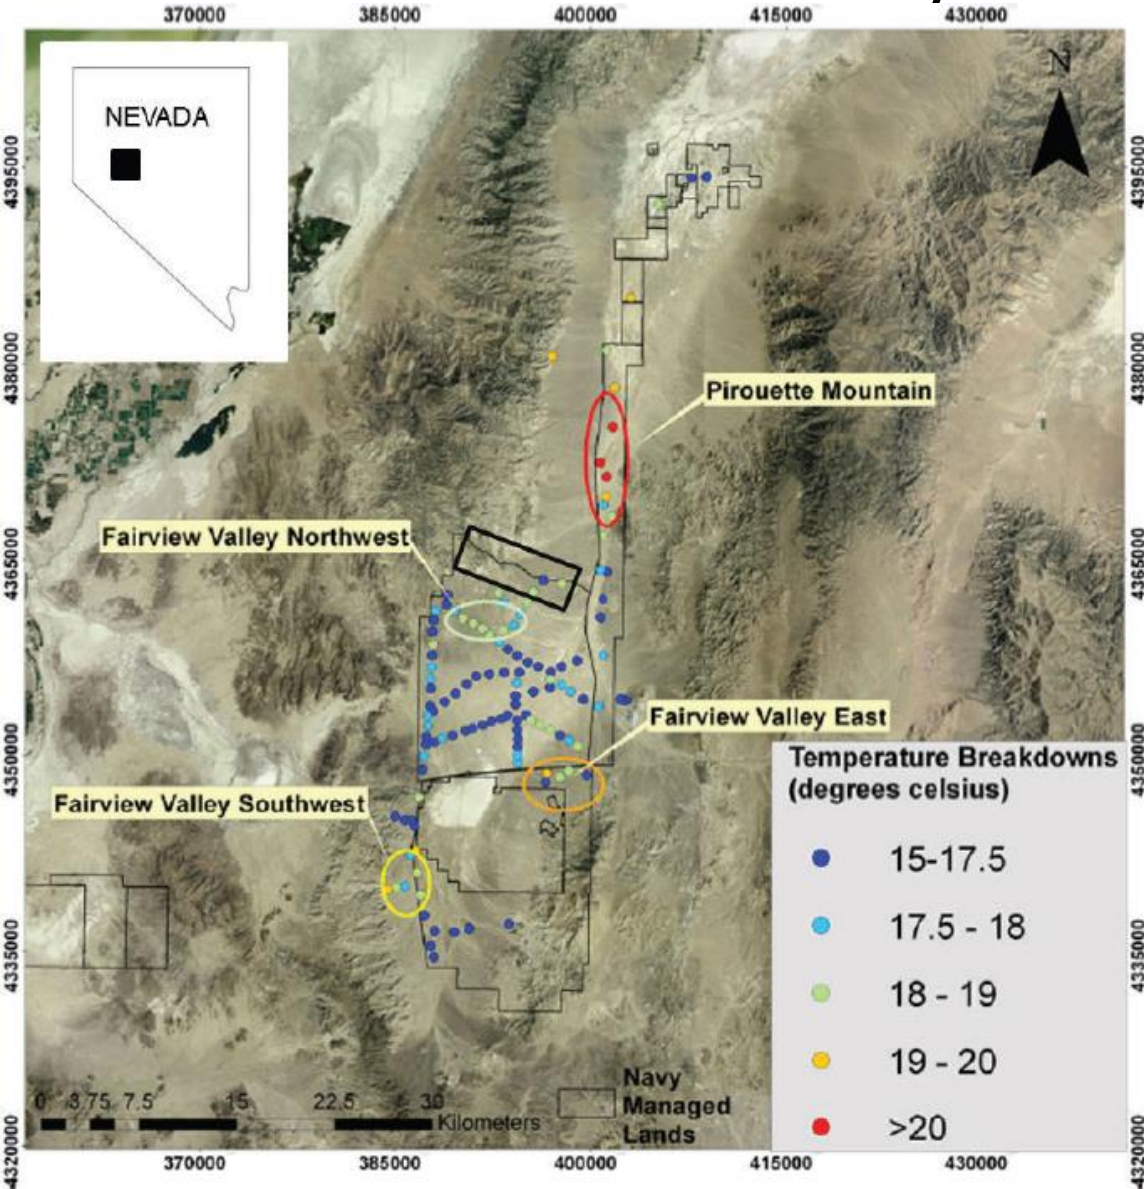 370000 385000 400000 415000 430000
N
NEVADA
4395000 4395000
4380000 4380000
Pirouette Mountain
Fairview Valley Northwest
4365000 4365000
Fairview Valley East
4350000 4350000
Temperature Breakdowns
(degrees celsius)
Fairview Valley Southwest
15-17.5
17.5 - 18
4335000 4335000
18 - 19
19 - 20
>20
Navy
Managed
Lands
0 3.75 7.5 15 22.5 30
Kilometers
4320000 4320000
370000 385000 400000 415000 430000